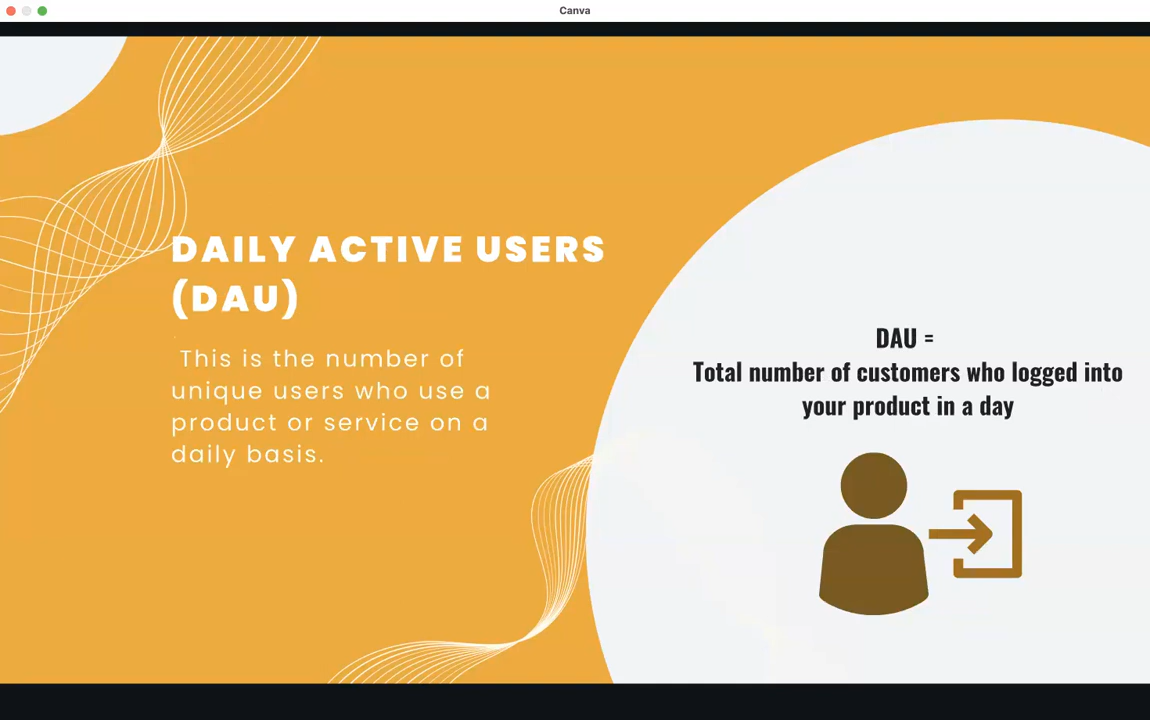 Canva
DAILY ACTIVE USERS
(DAU)
This is the number of
unique users who use a
product or service on a
daily basis.
DAU =
Total number of customers who logged into
your product in a day